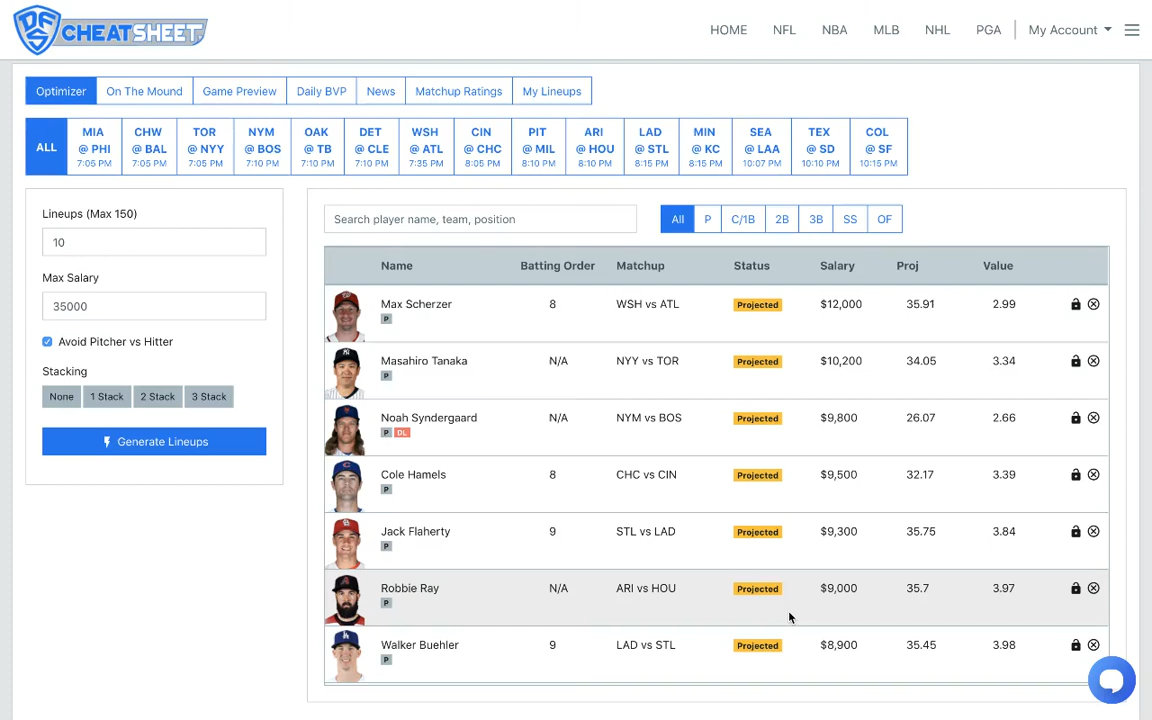 DFS CHEATSHEET
HOME NFL NBA MLB NHL PGA My Account
Optimizer On The Mound Game Preview Daily BVP News Matchup Ratings My Lineups
ALL
MIA @ PHI 7:05 PM
CHW @ BAL 7:05 PM
TOR @ NYY 7:05 PM
NYM @ BOS 7:10 PM
OAK @ TB 7:10 PM
DET @ CLE 7:10 PM
WSH @ ATL 7:35 PM
CIN @ CHC 8:05 PM
PIT @ MIL 8:10 PM
ARI @ HOU 8:10 PM
LAD @ STL 8:15 PM
MIN @ KC 8:15 PM
SEA @ LAA 10:07 PM
TEX @ SD 10:10 PM
COL @ SF 10:15 PM
Lineups (Max 150)
10
Max Salary
35000
Avoid Pitcher vs Hitter
Stacking
None 1 Stack 2 Stack 3 Stack
Generate Lineups
Search player name, team, position
All P C/1B 2B 3B SS OF
Name Batting Order Matchup Status Salary Proj Value
Max Scherzer 8 WSH vs ATL Projected $12,000 35.91 2.99
P
Masahiro Tanaka N/A NYY vs TOR Projected $10,200 34.05 3.34
P
Noah Syndergaard N/A NYM vs BOS Projected $9,800 26.07 2.66
P DL
Cole Hamels 8 CHC vs CIN Projected $9,500 32.17 3.39
P
Jack Flaherty 9 STL vs LAD Projected $9,300 35.75 3.84
P
Robbie Ray N/A ARI vs HOU Projected $9,000 35.7 3.97
P
Walker Buehler 9 LAD vs STL Projected $8,900 35.45 3.98
P